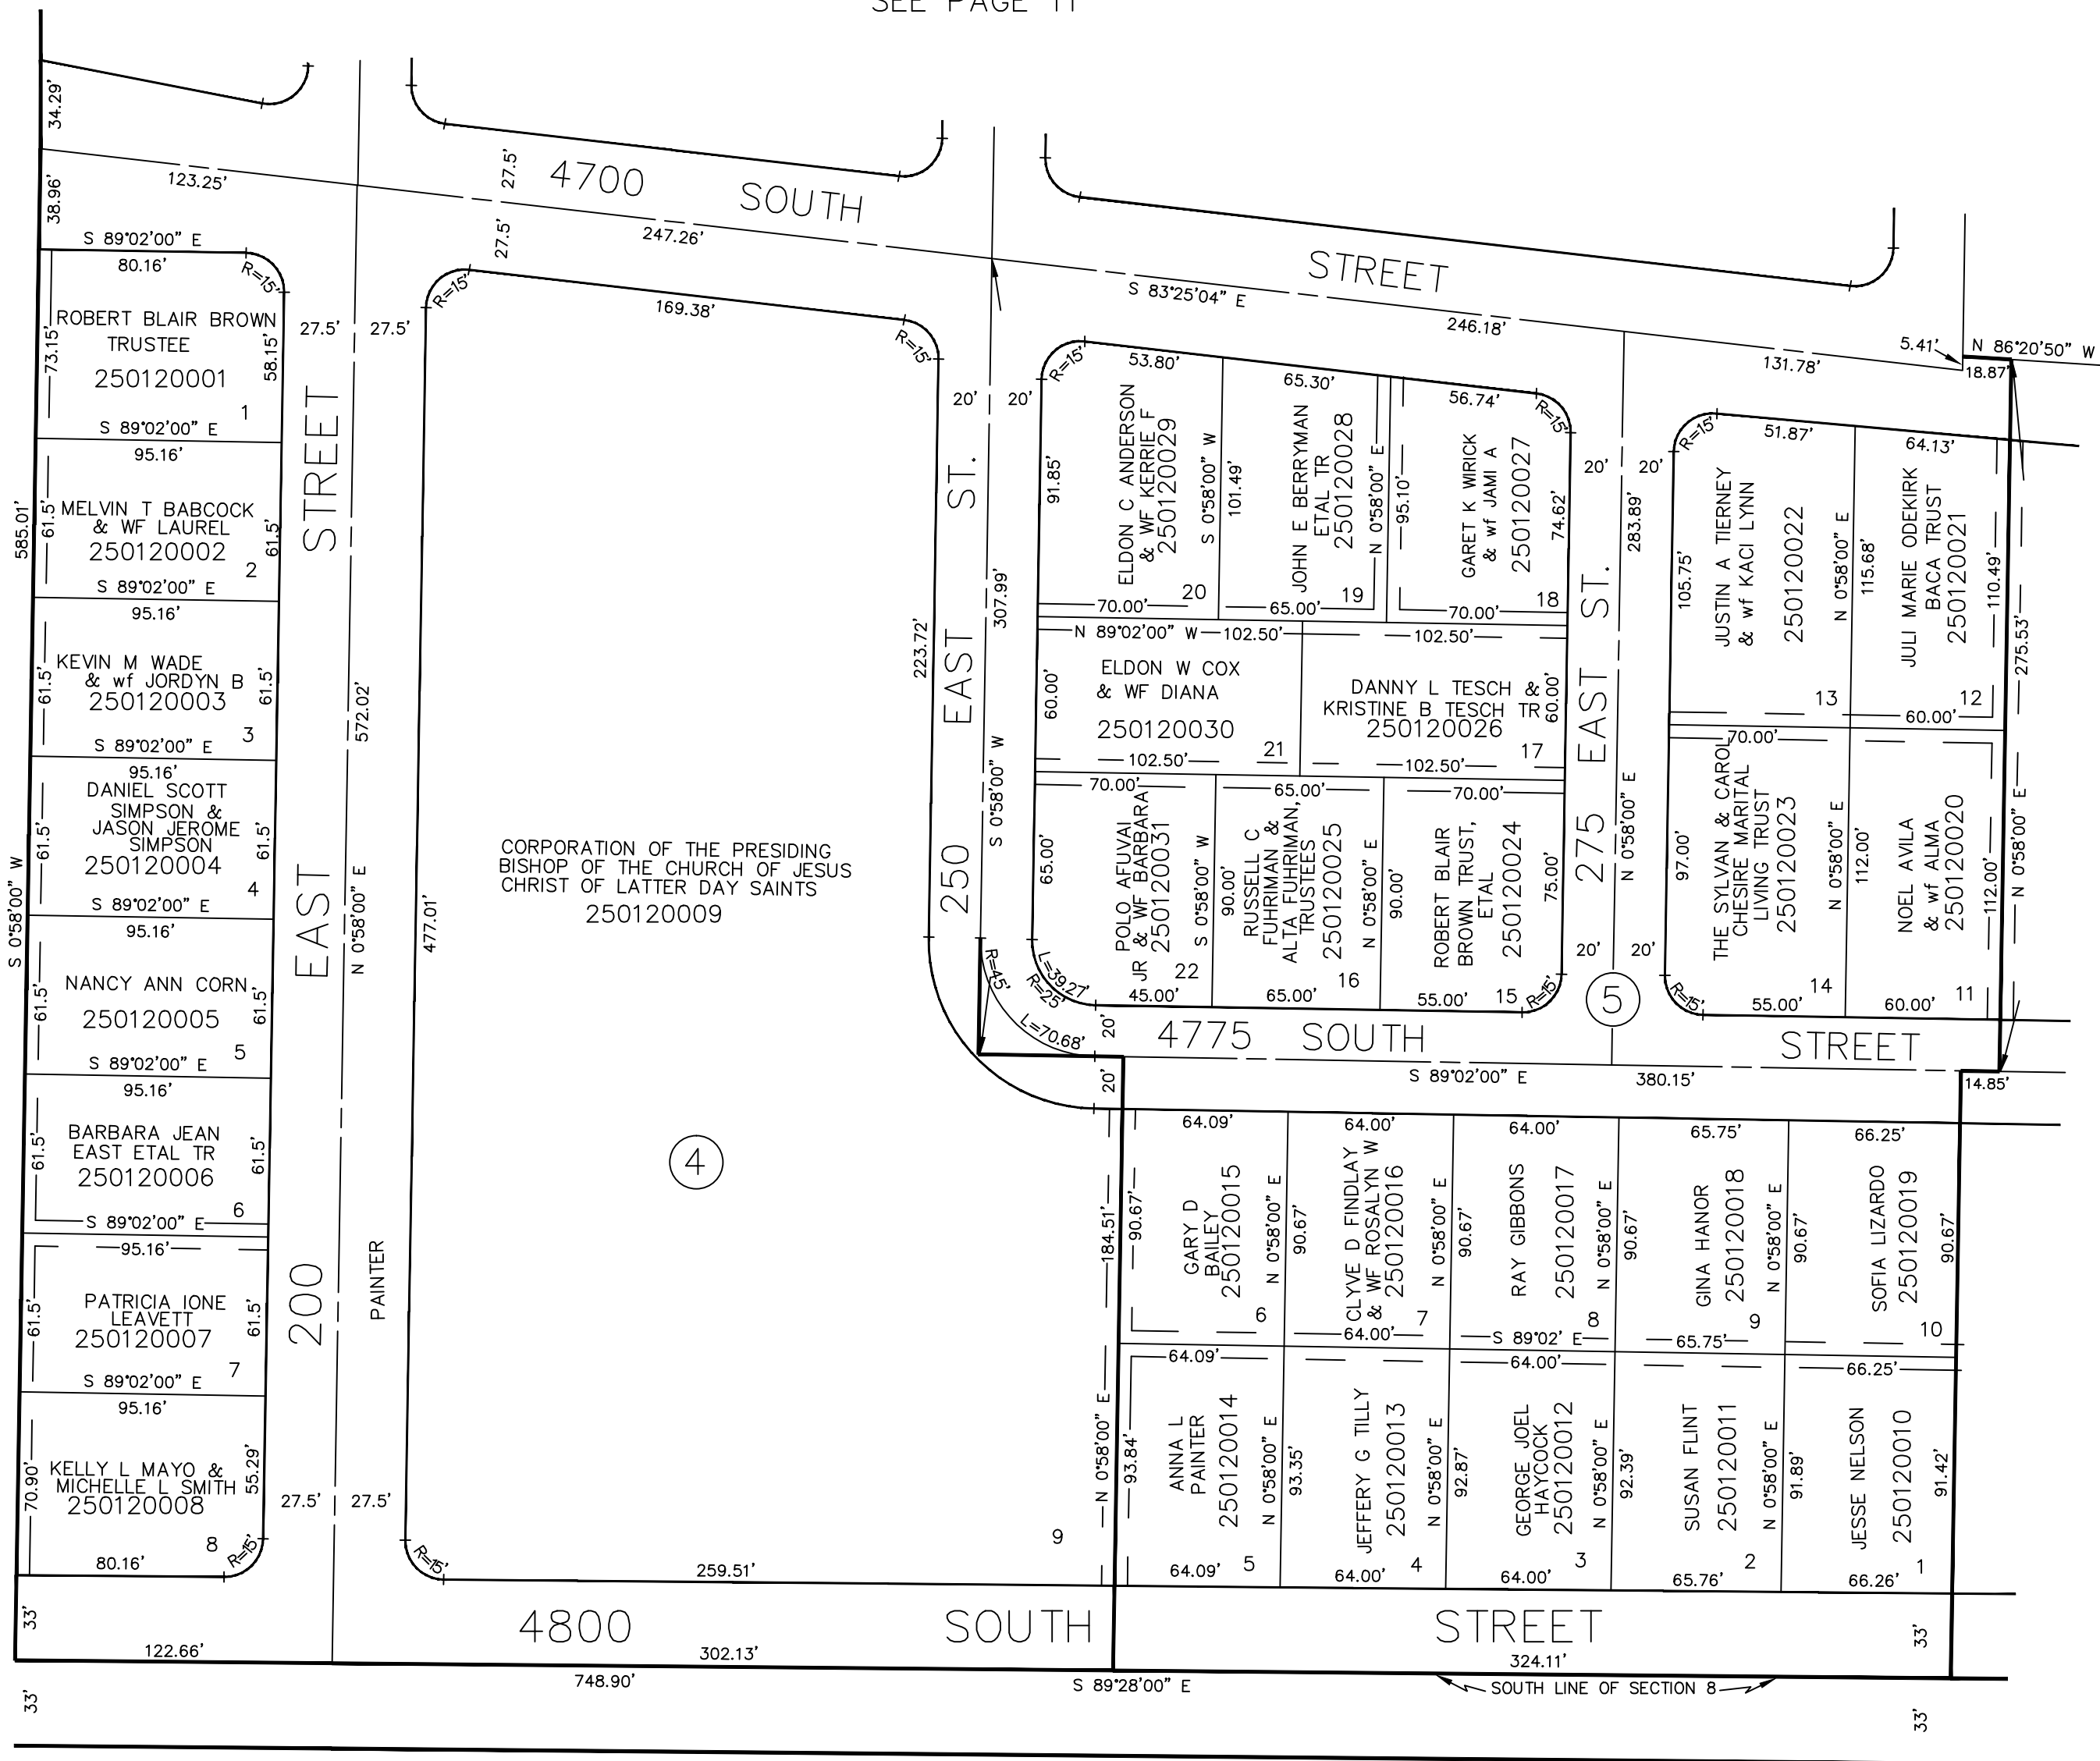 SEE PAGE 11
34.29'
38.96'
123.25'
27.5'
4700 SOUTH STREET
27.5'
247.26'
S 83°25'04" E
246.18'
131.78'
5.41'
N 86°20'50" W
18.87'
S 89°02'00" E
80.16'
R=15'
73.15'
ROBERT BLAIR BROWN
TRUSTEE
250120001
58.15'
1
S 89°02'00" E
95.16'
585.01'
S 0°58'00" W
61.5'
MELVIN T BABCOCK
& WF LAUREL
250120002
61.5'
2
S 89°02'00" E
95.16'
61.5'
KEVIN M WADE
& wf JORDYN B
250120003
61.5'
3
S 89°02'00" E
95.16'
61.5'
DANIEL SCOTT
SIMPSON &
JASON JEROME
SIMPSON
250120004
61.5'
4
S 89°02'00" E
95.16'
61.5'
NANCY ANN CORN
250120005
61.5'
5
S 89°02'00" E
95.16'
61.5'
BARBARA JEAN
EAST ETAL TR
250120006
61.5'
6
S 89°02'00" E
95.16'
61.5'
PATRICIA IONE
LEAVETT
250120007
61.5'
7
S 89°02'00" E
95.16'
70.90'
KELLY L MAYO &
MICHELLE L SMITH
250120008
55.29'
8
80.16'
R=15'
27.5' 27.5'
200 EAST STREET
572.02'
N 0°58'00" E
PAINTER
27.5' 27.5'
R=15'
169.38'
R=15'
477.01'
CORPORATION OF THE PRESIDING
BISHOP OF THE CHURCH OF JESUS
CHRIST OF LATTER DAY SAINTS
250120009
4
223.72'
R=15'
259.51'
9
184.51'
N 0°58'00" E
20' 20'
250 EAST ST.
307.99'
S 0°58'00" W
R=45'
L=70.68'
L=39.27'
R=25'
20'
20'
R=15'
53.80'
91.85'
ELDON C ANDERSON
& WF KERRIE F
250120029
20
S 0°58'00" W
101.49'
70.00'
65.30'
JOHN E BERRYMAN
ETAL TR
250120028
19
N 0°58'00" E
65.00'
56.74'
R=15'
95.10'
GARET K WIRICK
& wf JAMI A
250120027
74.62'
18
70.00'
N 89°02'00" W 102.50'
102.50'
60.00'
ELDON W COX
& WF DIANA
250120030
21
102.50'
DANNY L TESCH &
KRISTINE B TESCH TR
250120026
60.00'
17
102.50'
70.00'
65.00'
POLO AFUVAI
JR & WF BARBARA
250120031
22
S 0°58'00" W
90.00'
45.00'
65.00'
RUSSELL C
FUHRIMAN &
ALTA FUHRIMAN,
TRUSTEES
250120025
16
N 0°58'00" E
90.00'
65.00'
70.00'
ROBERT BLAIR
BROWN TRUST,
ETAL
250120024
75.00'
15
55.00'
R=15'
20' 20'
275 EAST ST.
283.89'
N 0°58'00" E
20' 20'
5
R=15'
51.87'
105.75'
JUSTIN A TIERNEY
& wf KACI LYNN
250120022
13
N 0°58'00" E
115.68'
64.13'
JULI MARIE ODEKIRK
BACA TRUST
250120021
110.49'
12
60.00'
275.53'
N 0°58'00" E
70.00'
97.00'
THE SYLVAN & CAROL
CHESIRE MARITAL
LIVING TRUST
250120023
14
N 0°58'00" E
112.00'
R=15'
55.00'
NOEL AVILA
& wf ALMA
250120020
112.00'
11
60.00'
4775 SOUTH STREET
S 89°02'00" E
380.15'
14.85'
64.09'
90.67'
GARY D
BAILEY
250120015
6
N 0°58'00" E
90.67'
64.00'
CLYVE D FINDLAY
& WF ROSALYN W
250120016
7
N 0°58'00" E
90.67'
64.00'
64.00'
RAY GIBBONS
250120017
8
N 0°58'00" E
90.67'
S 89°02' E
65.75'
GINA HANOR
250120018
9
N 0°58'00" E
90.67'
65.75'
66.25'
SOFIA LIZARDO
250120019
90.67'
10
64.09'
93.84'
ANNA L
PAINTER
250120014
5
N 0°58'00" E
93.35'
64.09'
JEFFERY G TILLY
250120013
4
N 0°58'00" E
92.87'
64.00'
64.00'
GEORGE JOEL
HAYCOCK
250120012
3
N 0°58'00" E
92.39'
64.00'
SUSAN FLINT
250120011
2
N 0°58'00" E
91.89'
65.76'
66.25'
JESSE NELSON
250120010
91.42'
1
66.26'
4800 SOUTH STREET
33'
122.66'
302.13'
324.11'
33'
748.90'
S 89°28'00" E
SOUTH LINE OF SECTION 8
33'
33'